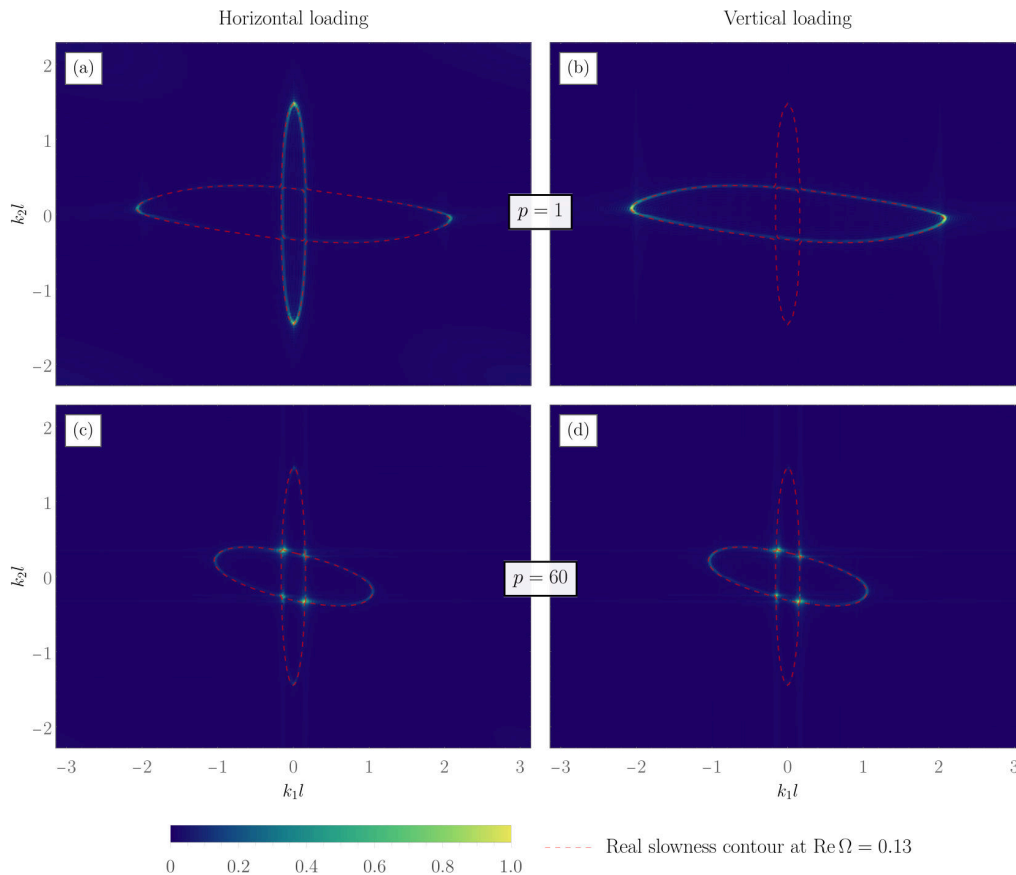 Horizontal loading
Vertical loading
(a)
(b)
2
1
0
−1
−2
k₂l
p = 1
(c)
(d)
2
1
0
−1
−2
k₂l
p = 60
−3 −2 −1 0 1 2 3
−3 −2 −1 0 1 2 3
k₁l
k₁l
0 0.2 0.4 0.6 0.8 1.0
Real slowness contour at Re Ω = 0.13